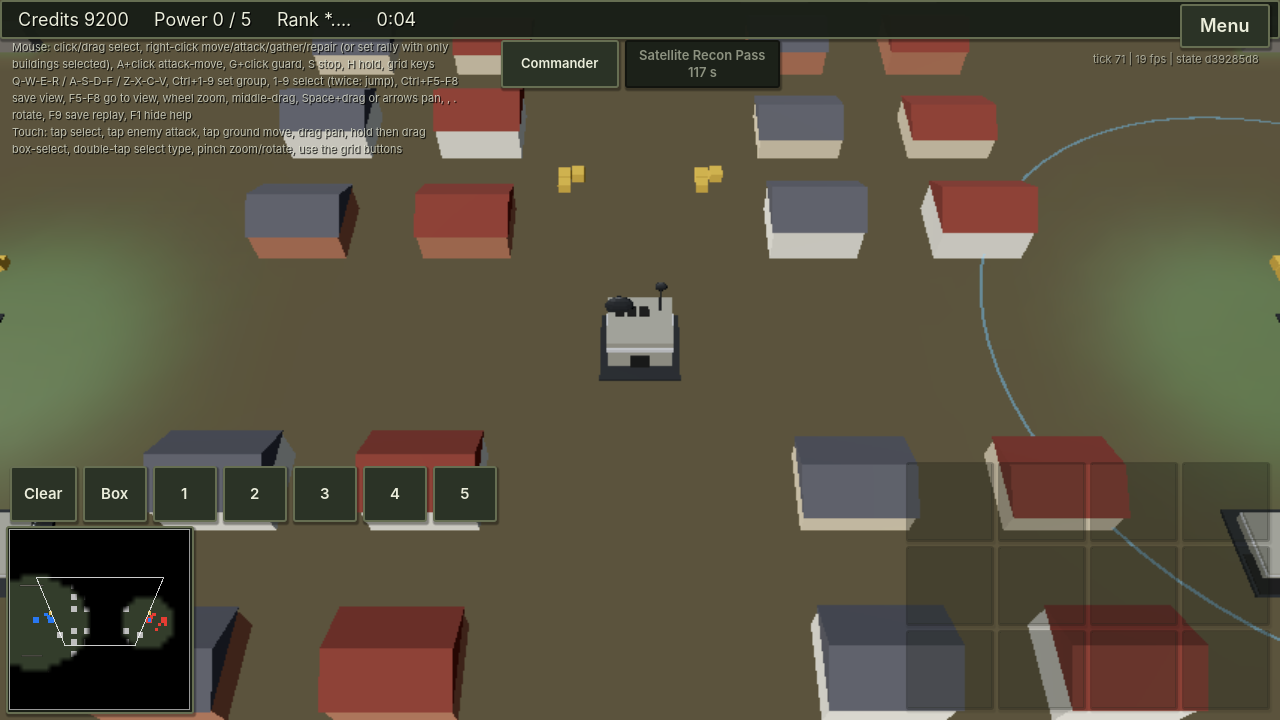 Credits 9200 Power 0 / 5 Rank *.... 0:04
Menu
Mouse: click/drag select, right-click move/attack/gather/repair (or set rally with only
buildings selected), A+click attack-move, G+click guard, S stop, H hold, grid keys
Q-W-E-R / A-S-D-F / Z-X-C-V, Ctrl+1-9 set group, 1-9 select (twice: jump), Ctrl+F5-F8
save view, F5-F8 go to view, wheel zoom, middle-drag, Space+drag or arrows pan, , .
rotate, F9 save replay, F1 hide help
Touch: tap select, tap enemy attack, tap ground move, drag pan, hold then drag
box-select, double-tap select type, pinch zoom/rotate, use the grid buttons
Commander
Satellite Recon Pass
117 s
tick 71 | 19 fps | state d39285d8
Clear Box 1 2 3 4 5